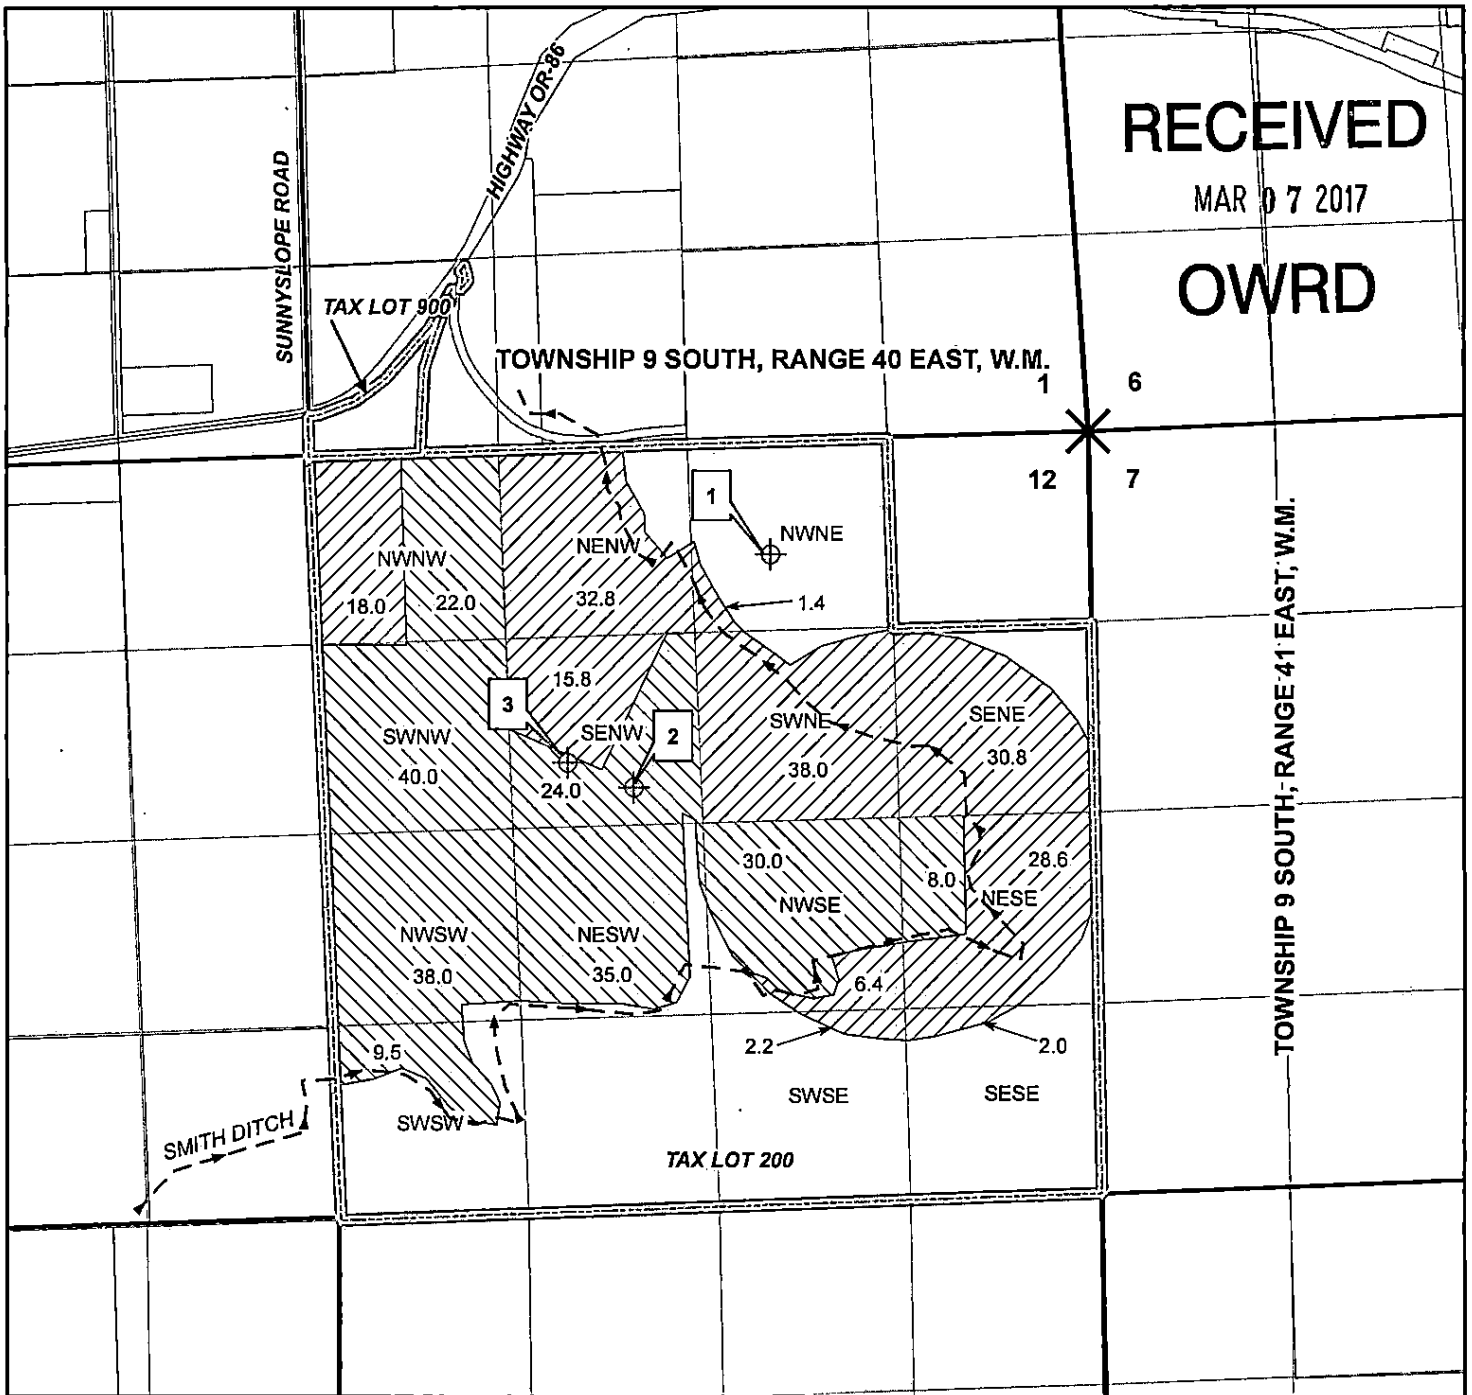 HIGHWAY OR-86
RECEIVED
MAR 07 2017
OWRD
SUNNYSLOPE ROAD
TAX LOT 900
TOWNSHIP 9 SOUTH, RANGE 40 EAST, W.M.
1
6
12
7
1
NWNE
NENW
NWNW
18.0
22.0
32.8
1.4
TOWNSHIP 9 SOUTH, RANGE 41 EAST, W.M.
15.8
3
SENW
2
SWNW
40.0
24.0
SWNE
38.0
SENE
30.8
30.0
8.0
28.6
NWSE
NESE
NWSW
38.0
NESW
35.0
6.4
2.2
2.0
9.5
SWSE
SESE
SMITH DITCH
SWSW
TAX LOT 200